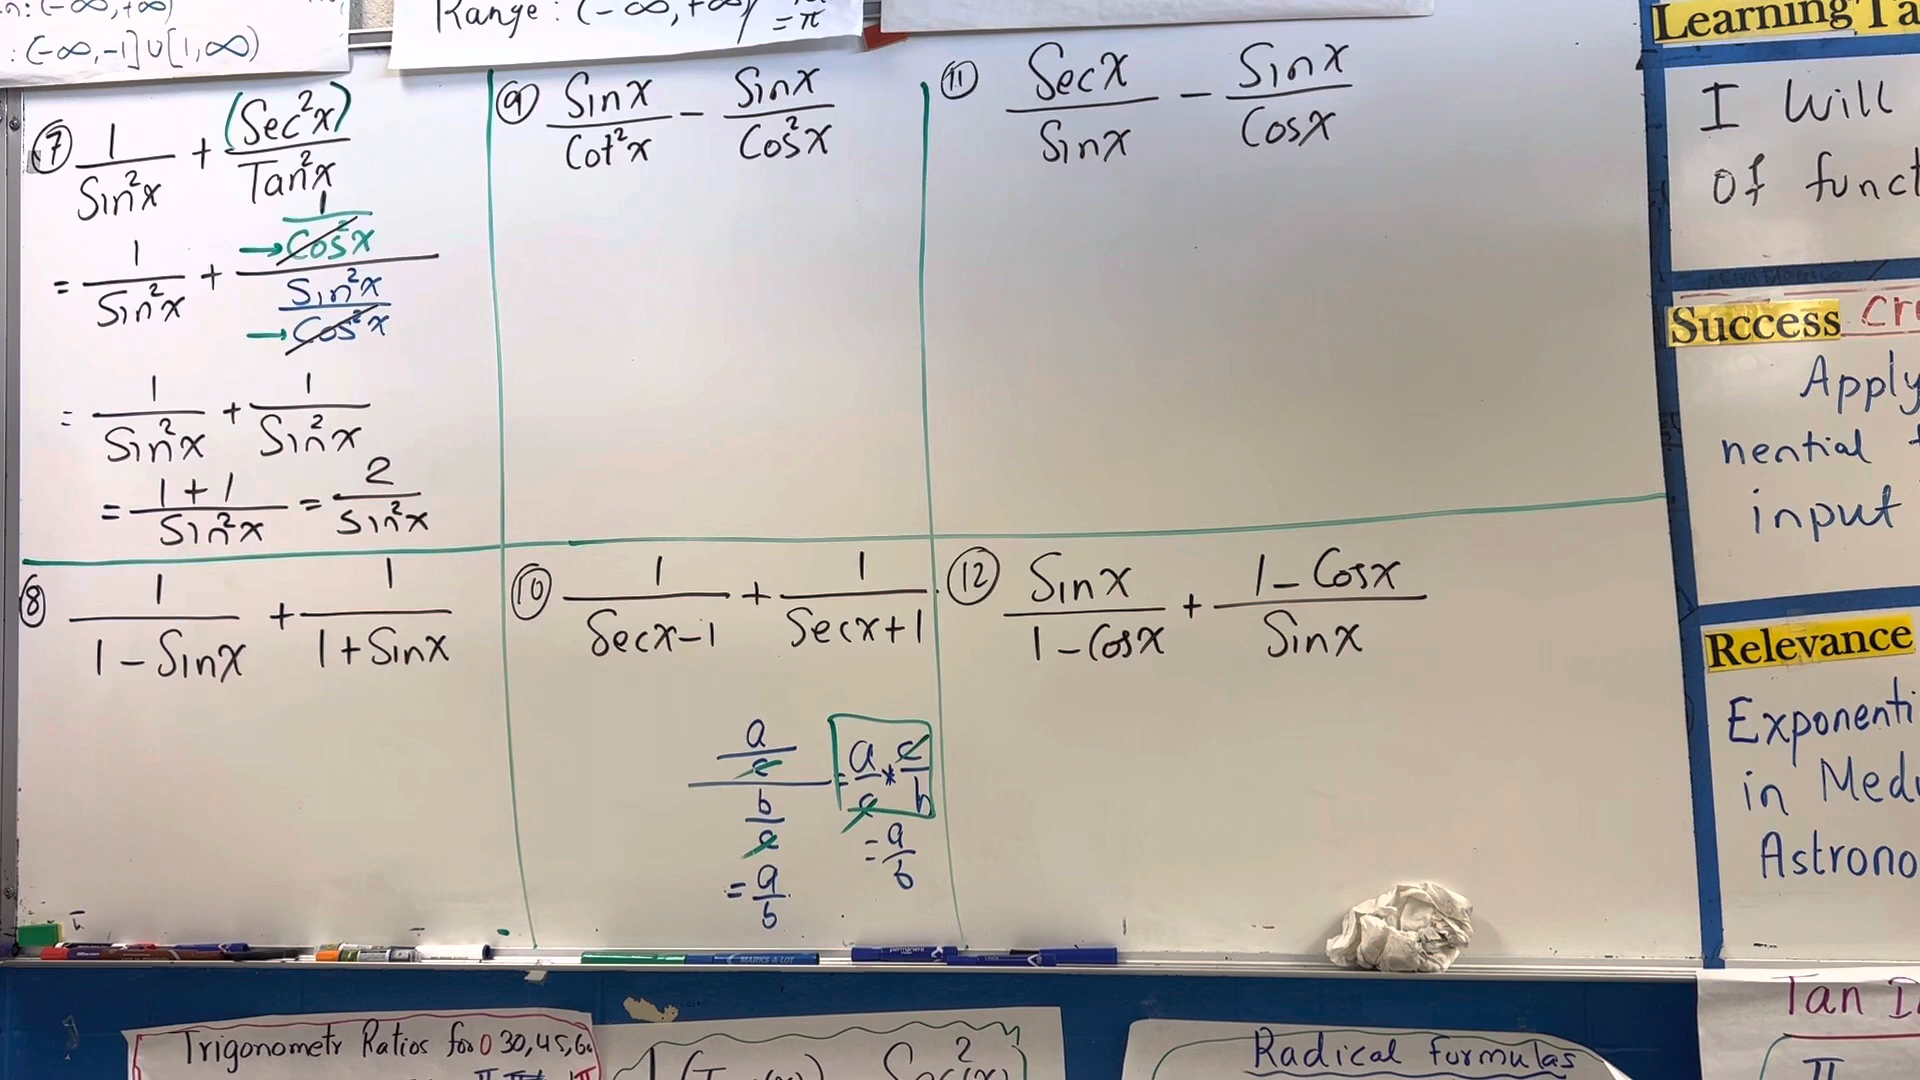 : (-∞, +∞)
: (-∞, -1] ∪ [1, ∞)
Range : (-∞, +∞)
= π
⑦ 1/Sin²x + (Sec²x)/Tan²x
= 1/Sin²x + (1/Cos²x)/(Sin²x/Cos²x)
= 1/Sin²x + 1/Sin²x
= (1+1)/Sin²x = 2/Sin²x
⑧ 1/(1-Sinx) + 1/(1+Sinx)
⑨ Sinx/Cot²x - Sinx/Cos²x
⑩ 1/(Secx-1) + 1/(Secx+1)
(a/c)/(b/c) = a/c * c/b
= a/b
= a/b
⑪ Secx/Sinx - Sinx/Cosx
⑫ Sinx/(1-Cosx) + (1-Cosx)/Sinx
Learning Ta
I Will
of funct
Success Cr
Apply
nential
input
Relevance
Exponenti
in Med
Astrono
permanent
MARKS-A-LOT
Trigonometr Ratios for 0 30, 45, 60
Radical formulas
Tan
π